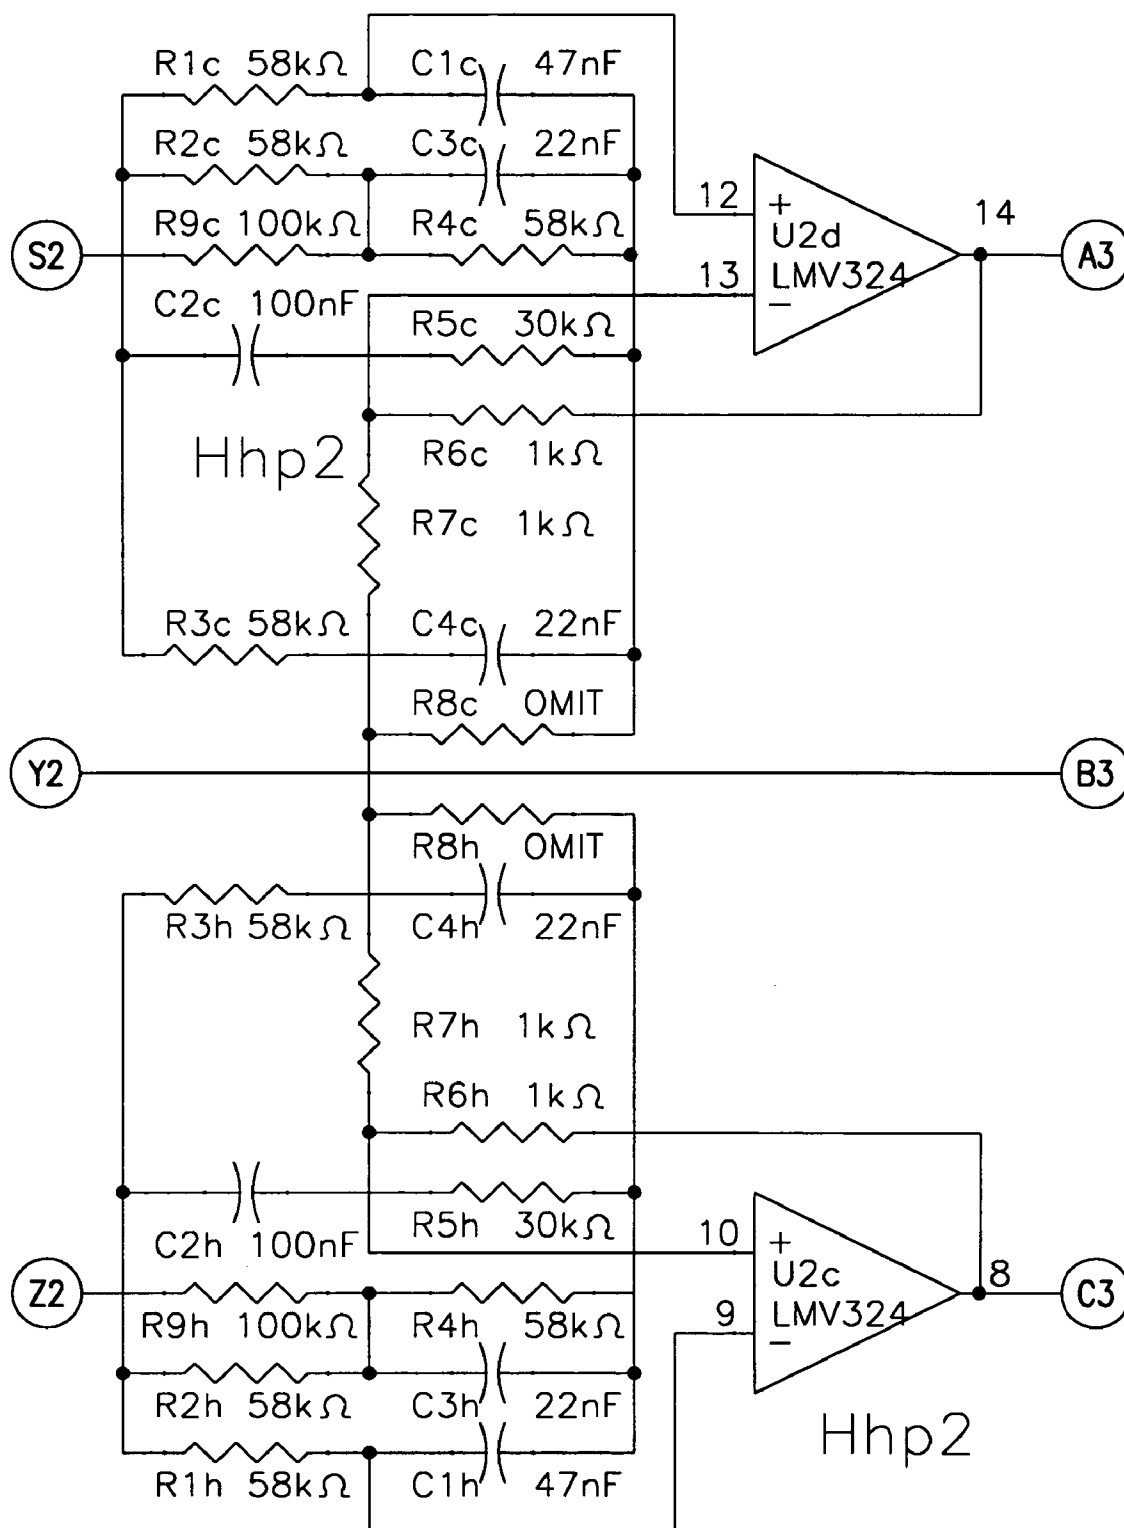 R1c 58kΩ C1c 47nF
R2c 58kΩ C3c 22nF
12 + 14
R9c 100kΩ R4c 58kΩ U2d
S2 A3
13 LMV324
C2c 100nF R5c 30kΩ −
Hhp2 R6c 1kΩ
R7c 1kΩ
R3c 58kΩ C4c 22nF
R8c OMIT
Y2 B3
R8h OMIT
R3h 58kΩ C4h 22nF
R7h 1kΩ
R6h 1kΩ
R5h 30kΩ 10 +
C2h 100nF
Z2 U2c 8 C3
R9h 100kΩ R4h 58kΩ 9 LMV324
−
R2h 58kΩ C3h 22nF
Hhp2
R1h 58kΩ C1h 47nF